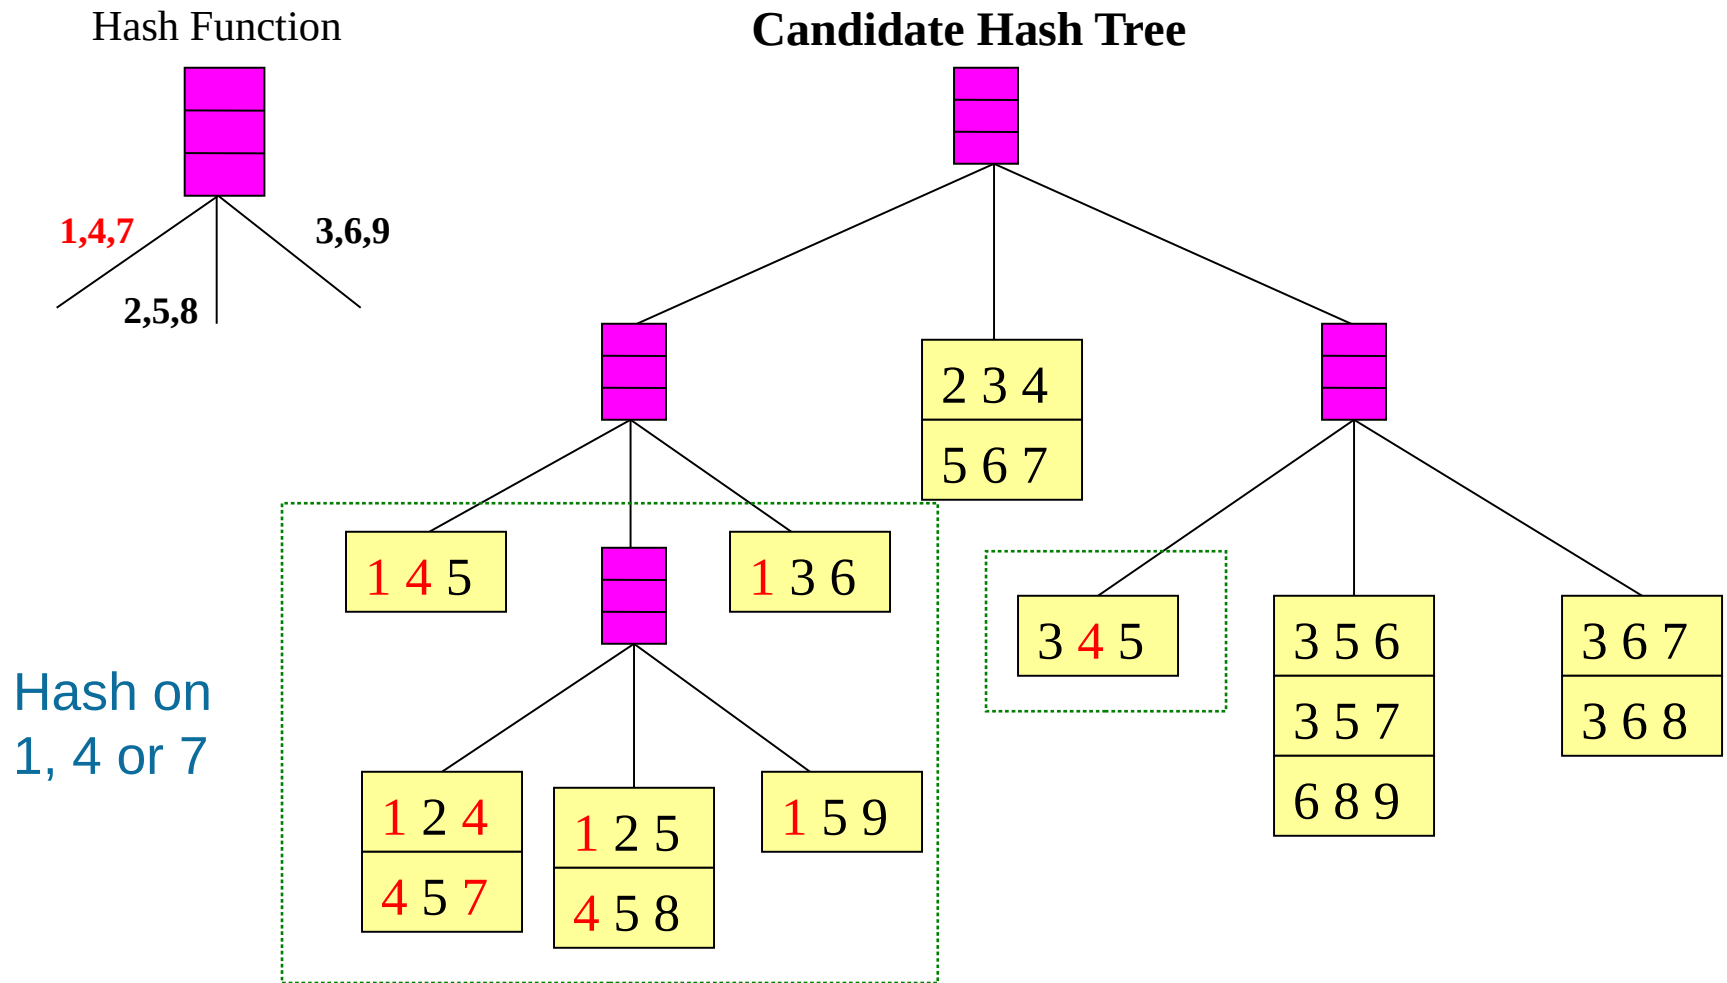 Hash Function
Candidate Hash Tree
1,4,7
3,6,9
2,5,8
2 3 4
5 6 7
1 4 5
1 3 6
3 4 5
3 5 6
3 6 7
3 5 7
3 6 8
6 8 9
Hash on
1, 4 or 7
1 2 4
1 2 5
1 5 9
4 5 7
4 5 8